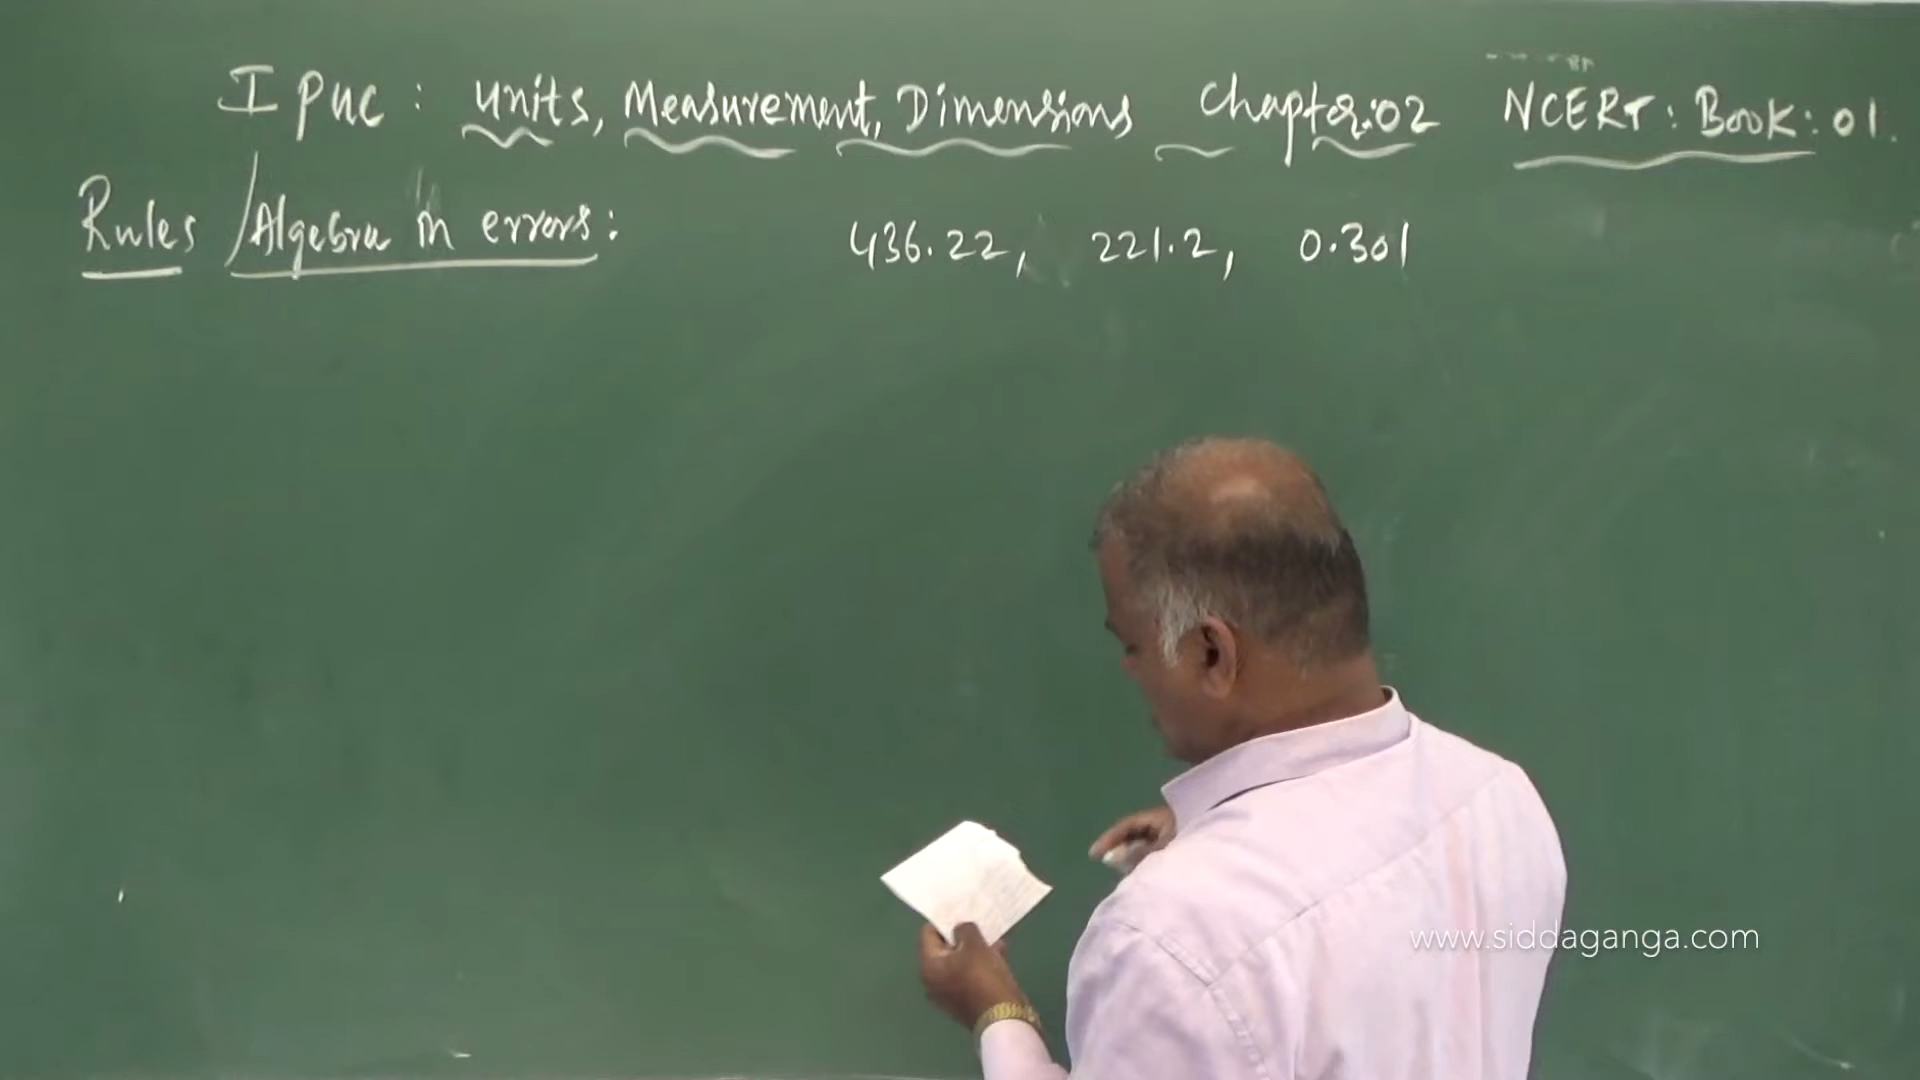 I PUC : units, Measurement, Dimensions Chapter:02 NCERT: Book: 01.
Rules /Algebra in errors: 436.22, 221.2, 0.301
www.siddaganga.com